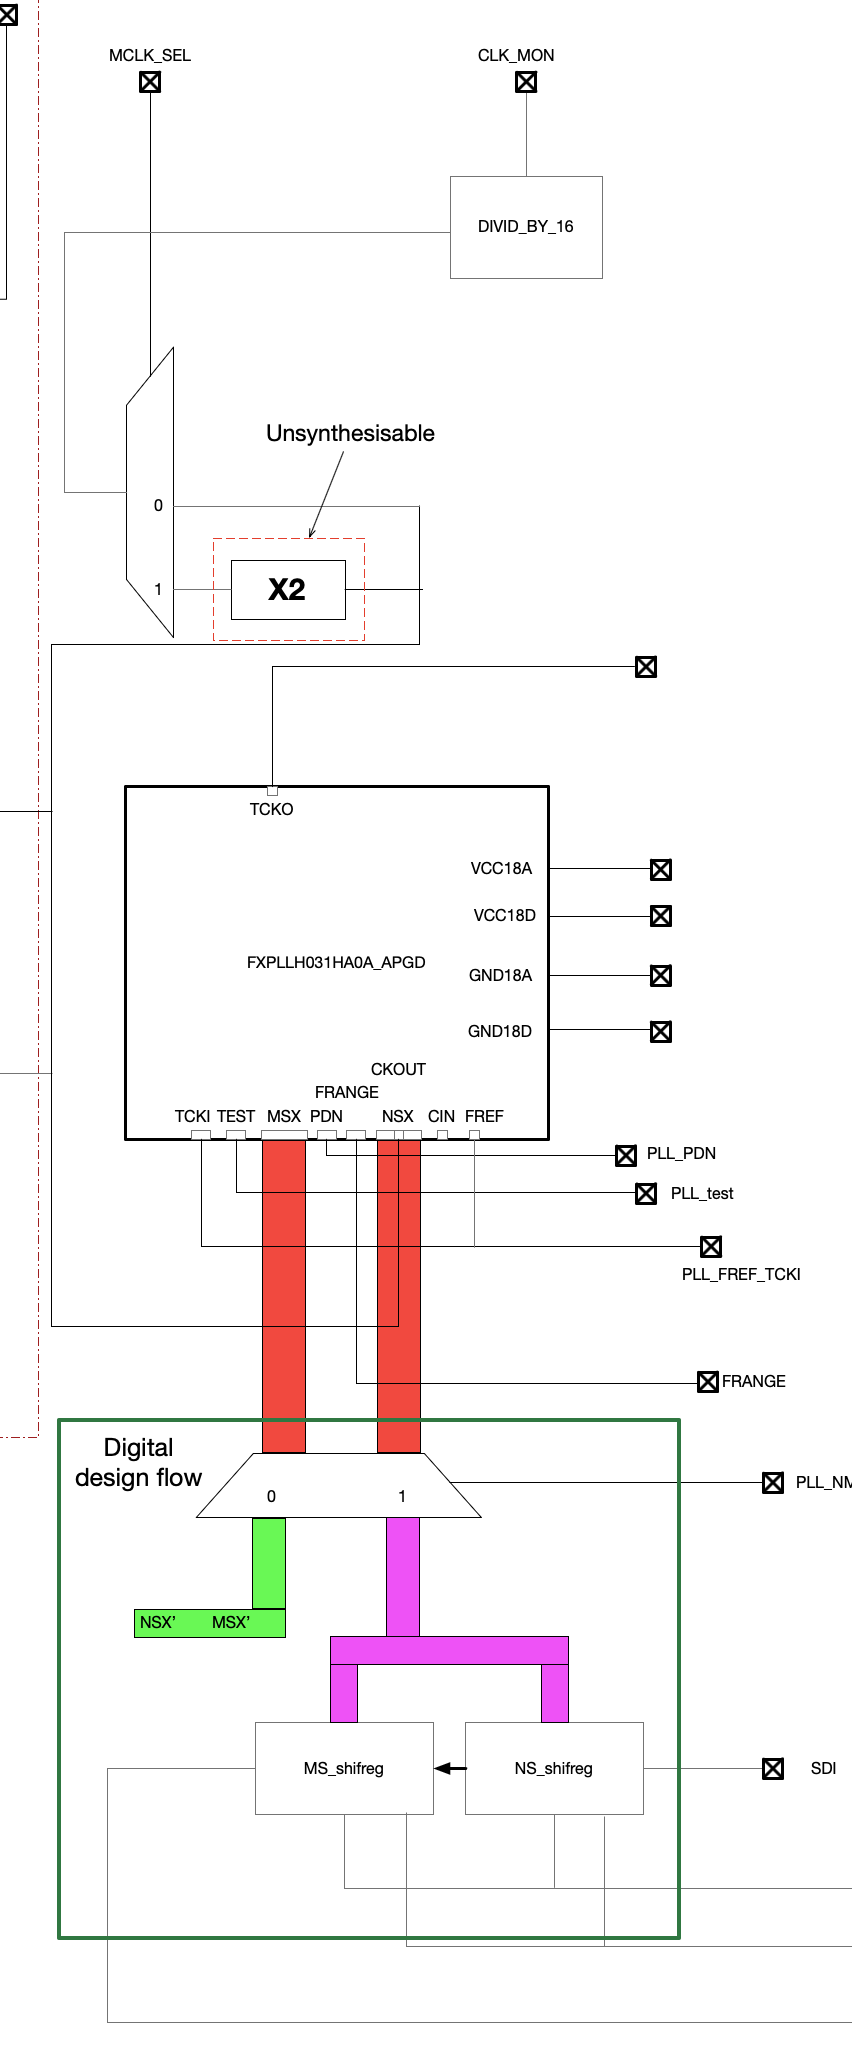 MCLK_SEL
CLK_MON
DIVID_BY_16
Unsynthesisable
0
1
X2
TCKO
VCC18A
VCC18D
FXPLLH031HA0A_APGD
GND18A
GND18D
CKOUT
FRANGE
TCKI TEST MSX PDN NSX CIN FREF
PLL_PDN
PLL_test
PLL_FREF_TCKI
FRANGE
Digital
design flow
PLL_NM
0 1
NSX' MSX'
MS_shifreg
NS_shifreg
SDI